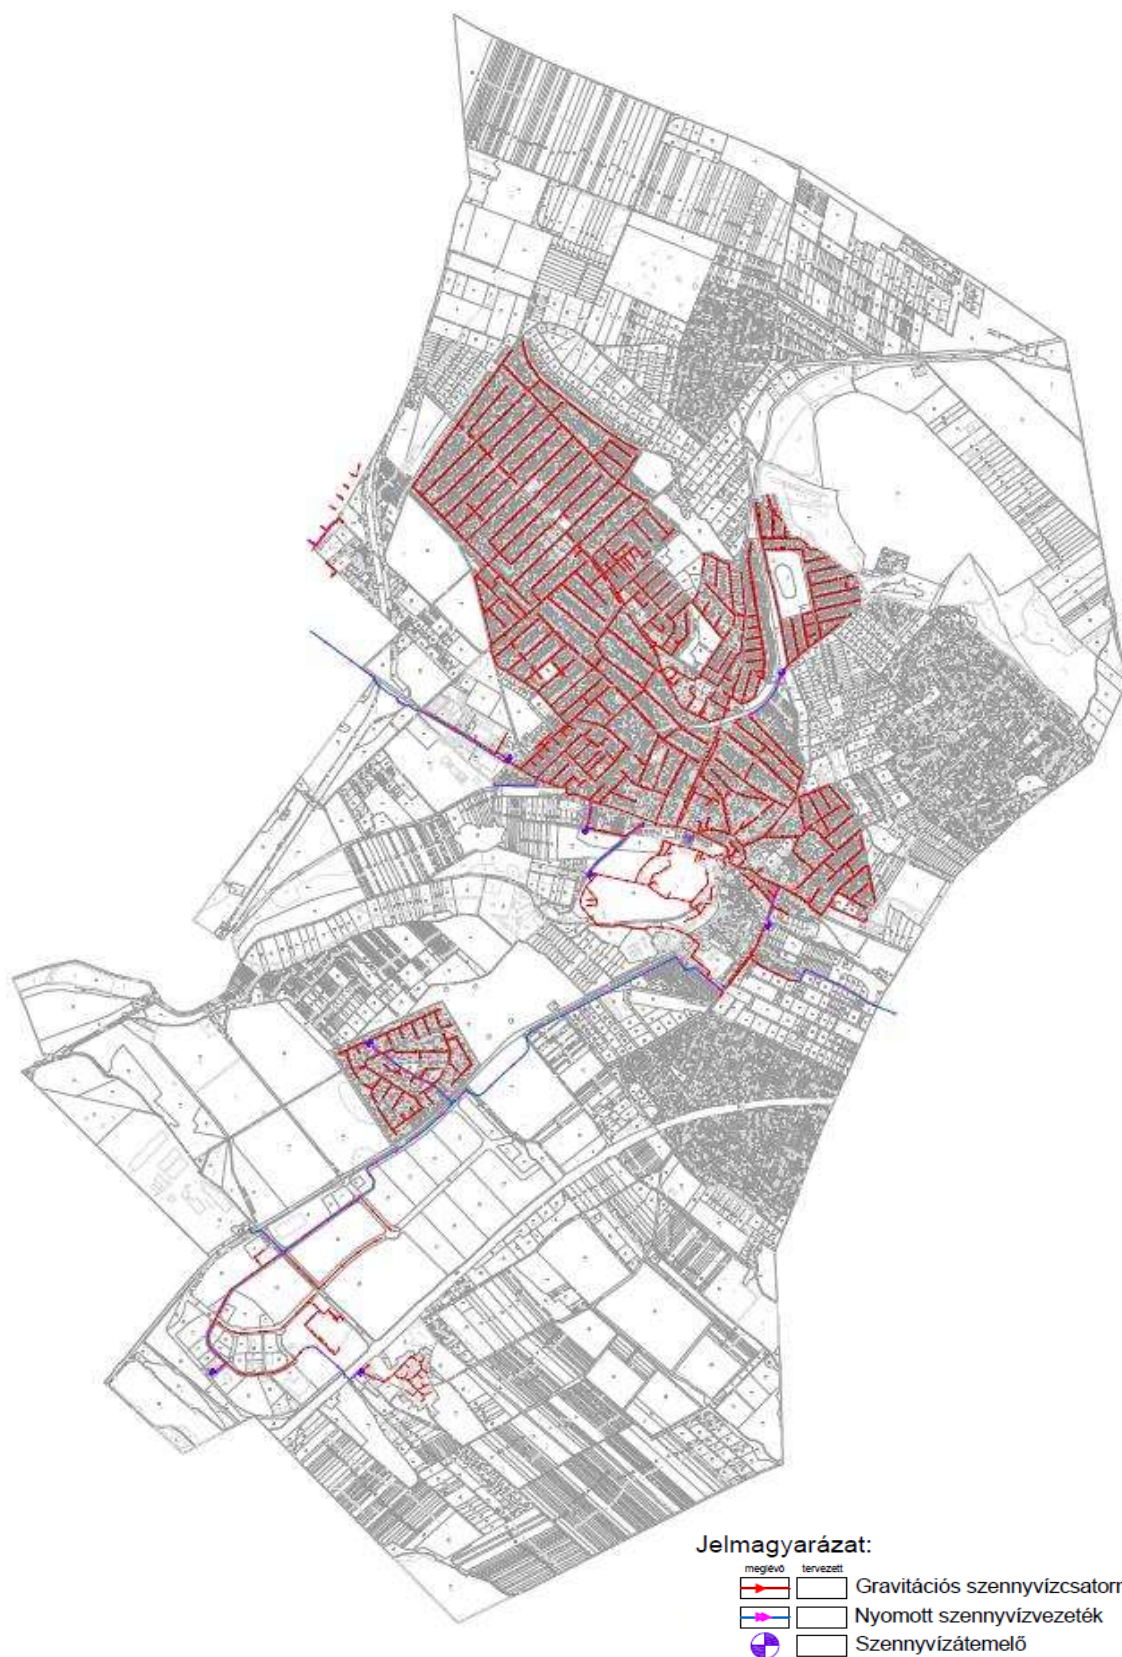 Jelmagyarázat:
meglévő tervezett
Gravitációs szennyvízcsatorn
Nyomott szennyvízvezeték
Szennyvízátemelő